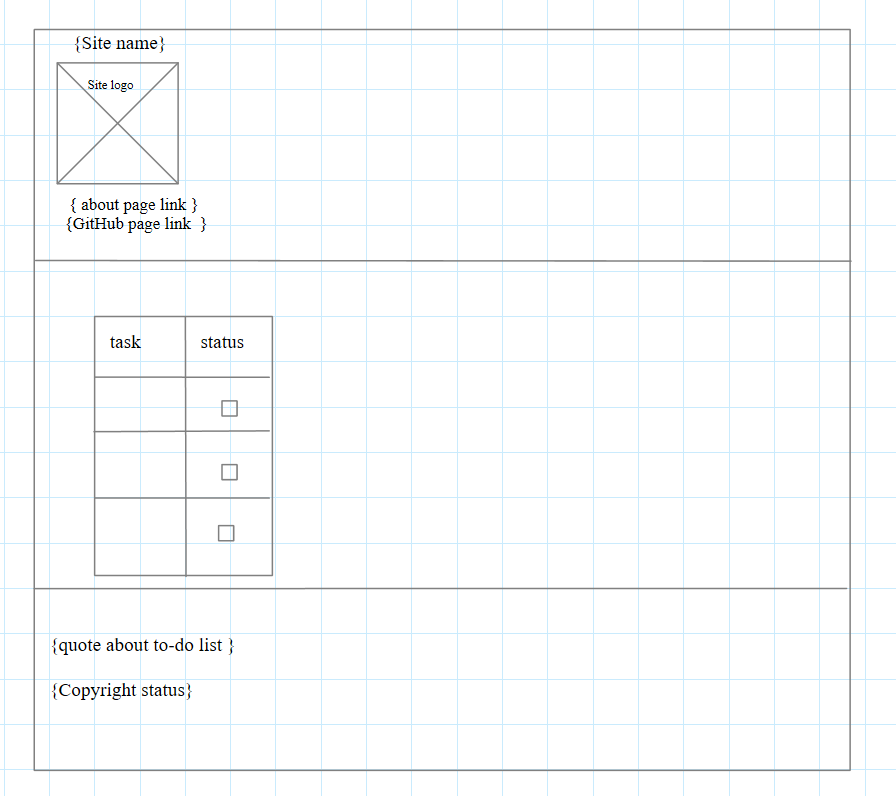 {Site name}
Site logo
{ about page link }
{GitHub page link }
task status
{quote about to-do list }
{Copyright status}